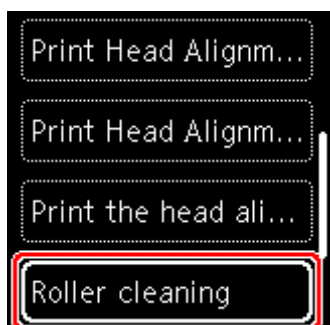 Print Head Alignm...
Print Head Alignm...
Print the head ali...
Roller cleaning